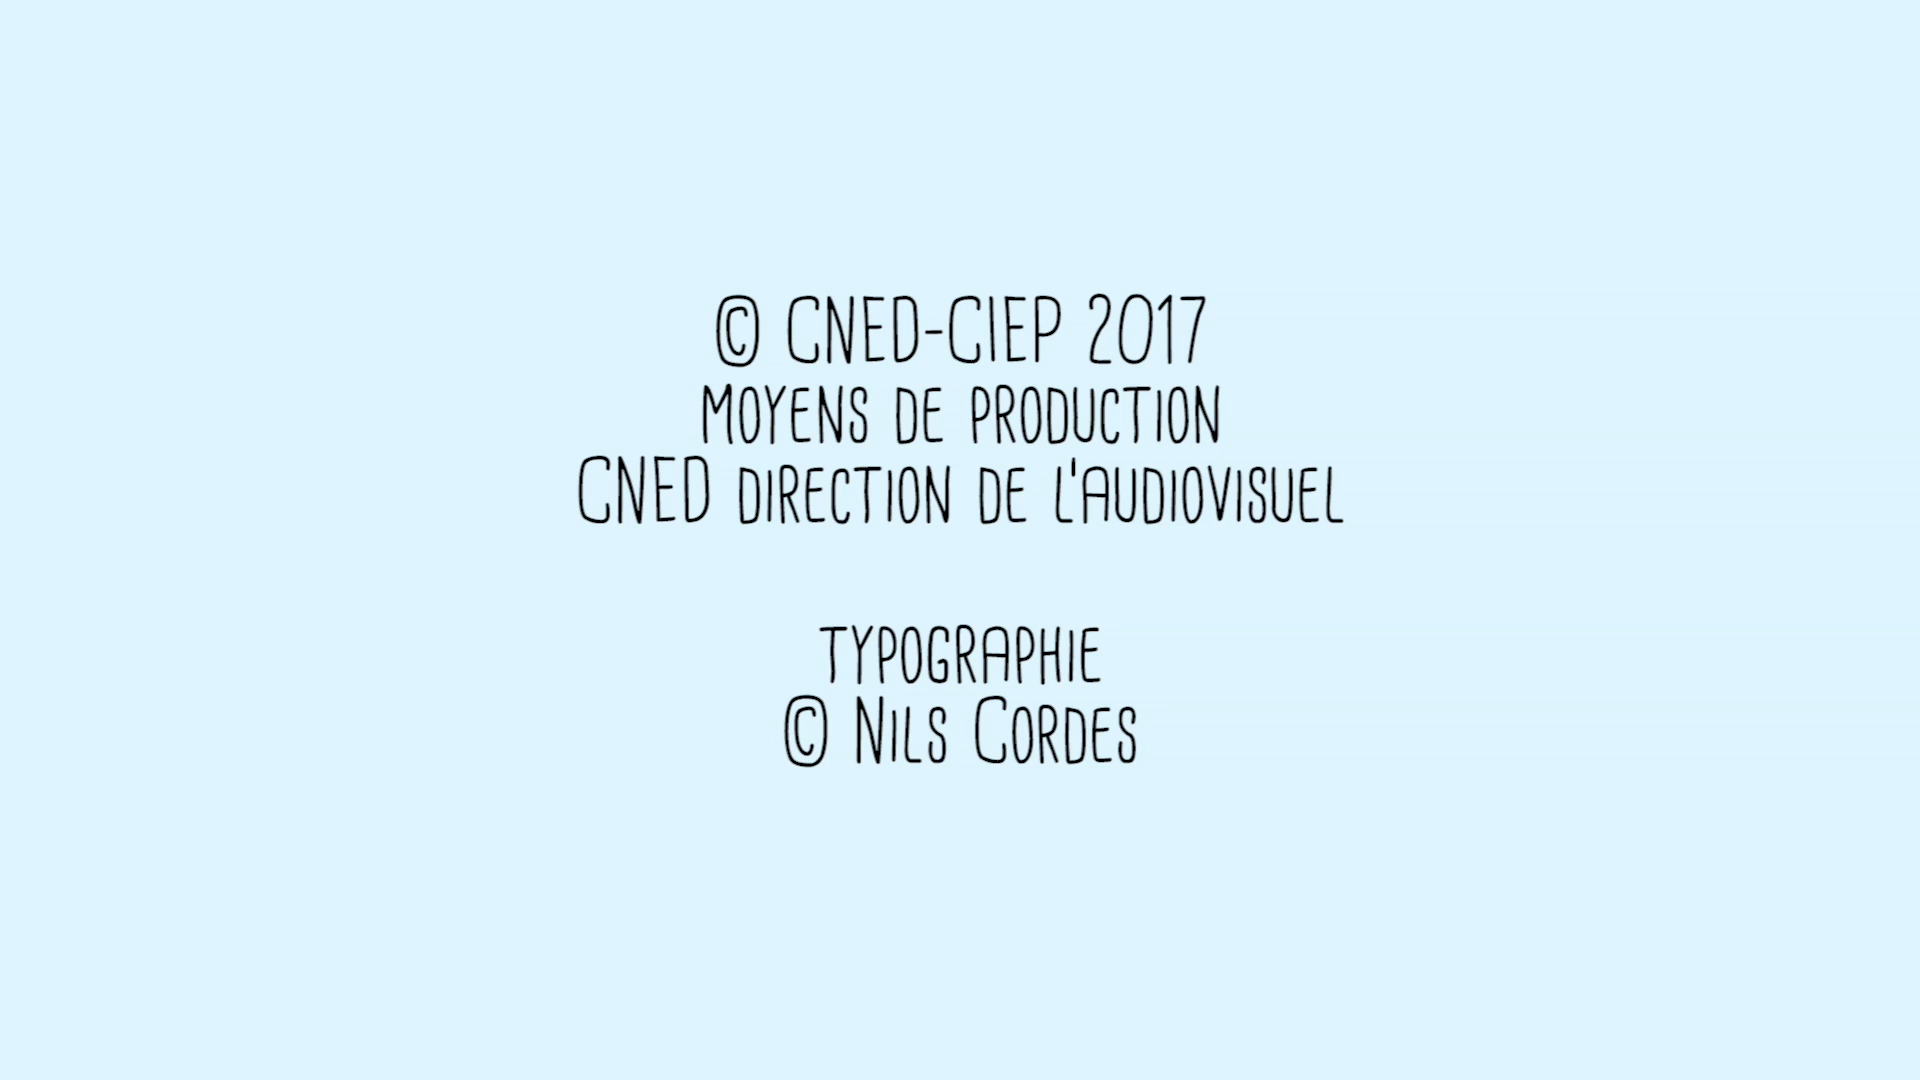 © CNED-CIEP 2017
MOYENS DE PRODUCTION
CNED DIRECTION DE L'AUDIOVISUEL
TYPOGRAPHIE
© NILS CORDES